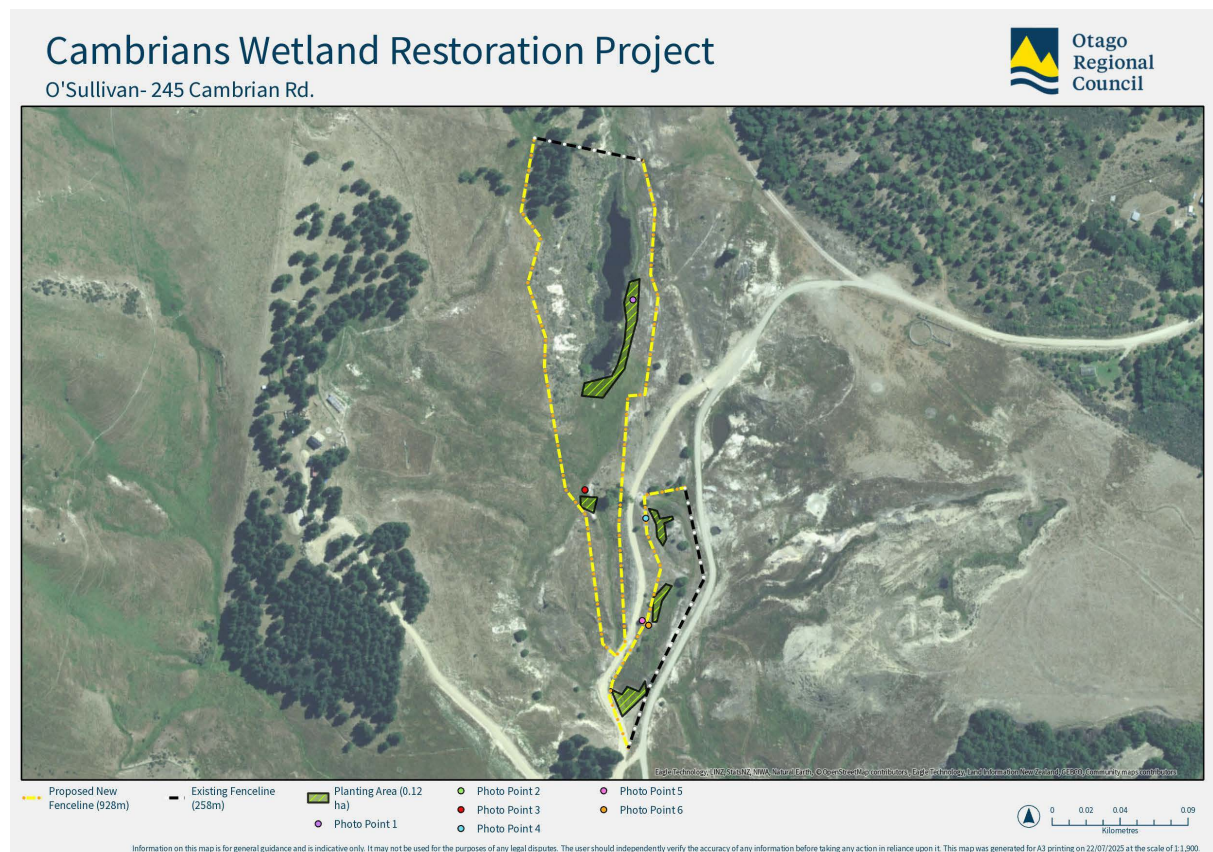 Cambrians Wetland Restoration Project
O'Sullivan- 245 Cambrian Rd.
Otago
Regional
Council
Eagle Technology, LINZ, StatsNZ, NIWA, Natural Earth, © OpenStreetMap contributors., Eagle Technology, Land Information New Zealand, GEBCO, Community maps contributors
Proposed New
Fenceline (928m)
Existing Fenceline
(258m)
Planting Area (0.12
ha)
Photo Point 1
Photo Point 2
Photo Point 3
Photo Point 4
Photo Point 5
Photo Point 6
0 0.02 0.04 0.09
Kilometres
Information on this map is for general guidance and is indicative only. It may not be used for the purposes of any legal disputes. The user should independently verify the accuracy of any information before taking any action in reliance upon it. This map was generated for A3 printing on 22/07/2025 at the scale of 1:1,900.